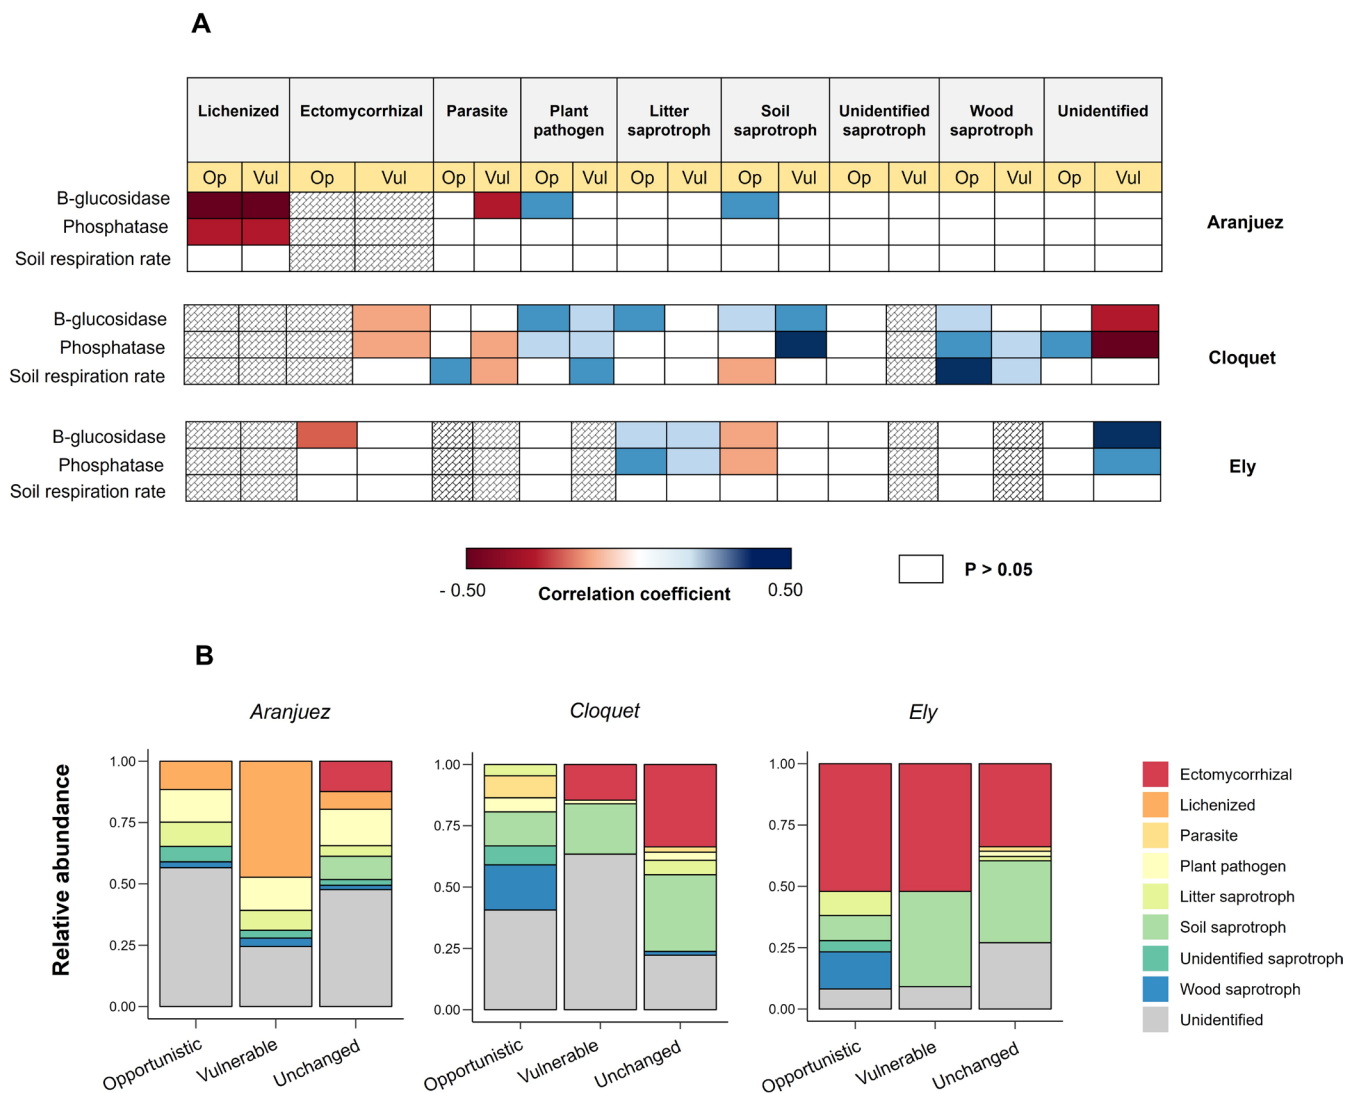 A
Lichenized Ectomycorrhizal Parasite Plant pathogen Litter saprotroph Soil saprotroph Unidentified saprotroph Wood saprotroph Unidentified
Op Vul Op Vul Op Vul Op Vul Op Vul Op Vul Op Vul Op Vul Op Vul
B-glucosidase
Phosphatase
Soil respiration rate
Aranjuez
B-glucosidase
Phosphatase
Soil respiration rate
Cloquet
B-glucosidase
Phosphatase
Soil respiration rate
Ely
- 0.50 Correlation coefficient 0.50
P > 0.05
B
Aranjuez Cloquet Ely
Relative abundance
1.00
0.75
0.50
0.25
0.00
Opportunistic Vulnerable Unchanged
1.00
0.75
0.50
0.25
0.00
Opportunistic Vulnerable Unchanged
1.00
0.75
0.50
0.25
0.00
Opportunistic Vulnerable Unchanged
Ectomycorrhizal
Lichenized
Parasite
Plant pathogen
Litter saprotroph
Soil saprotroph
Unidentified saprotroph
Wood saprotroph
Unidentified